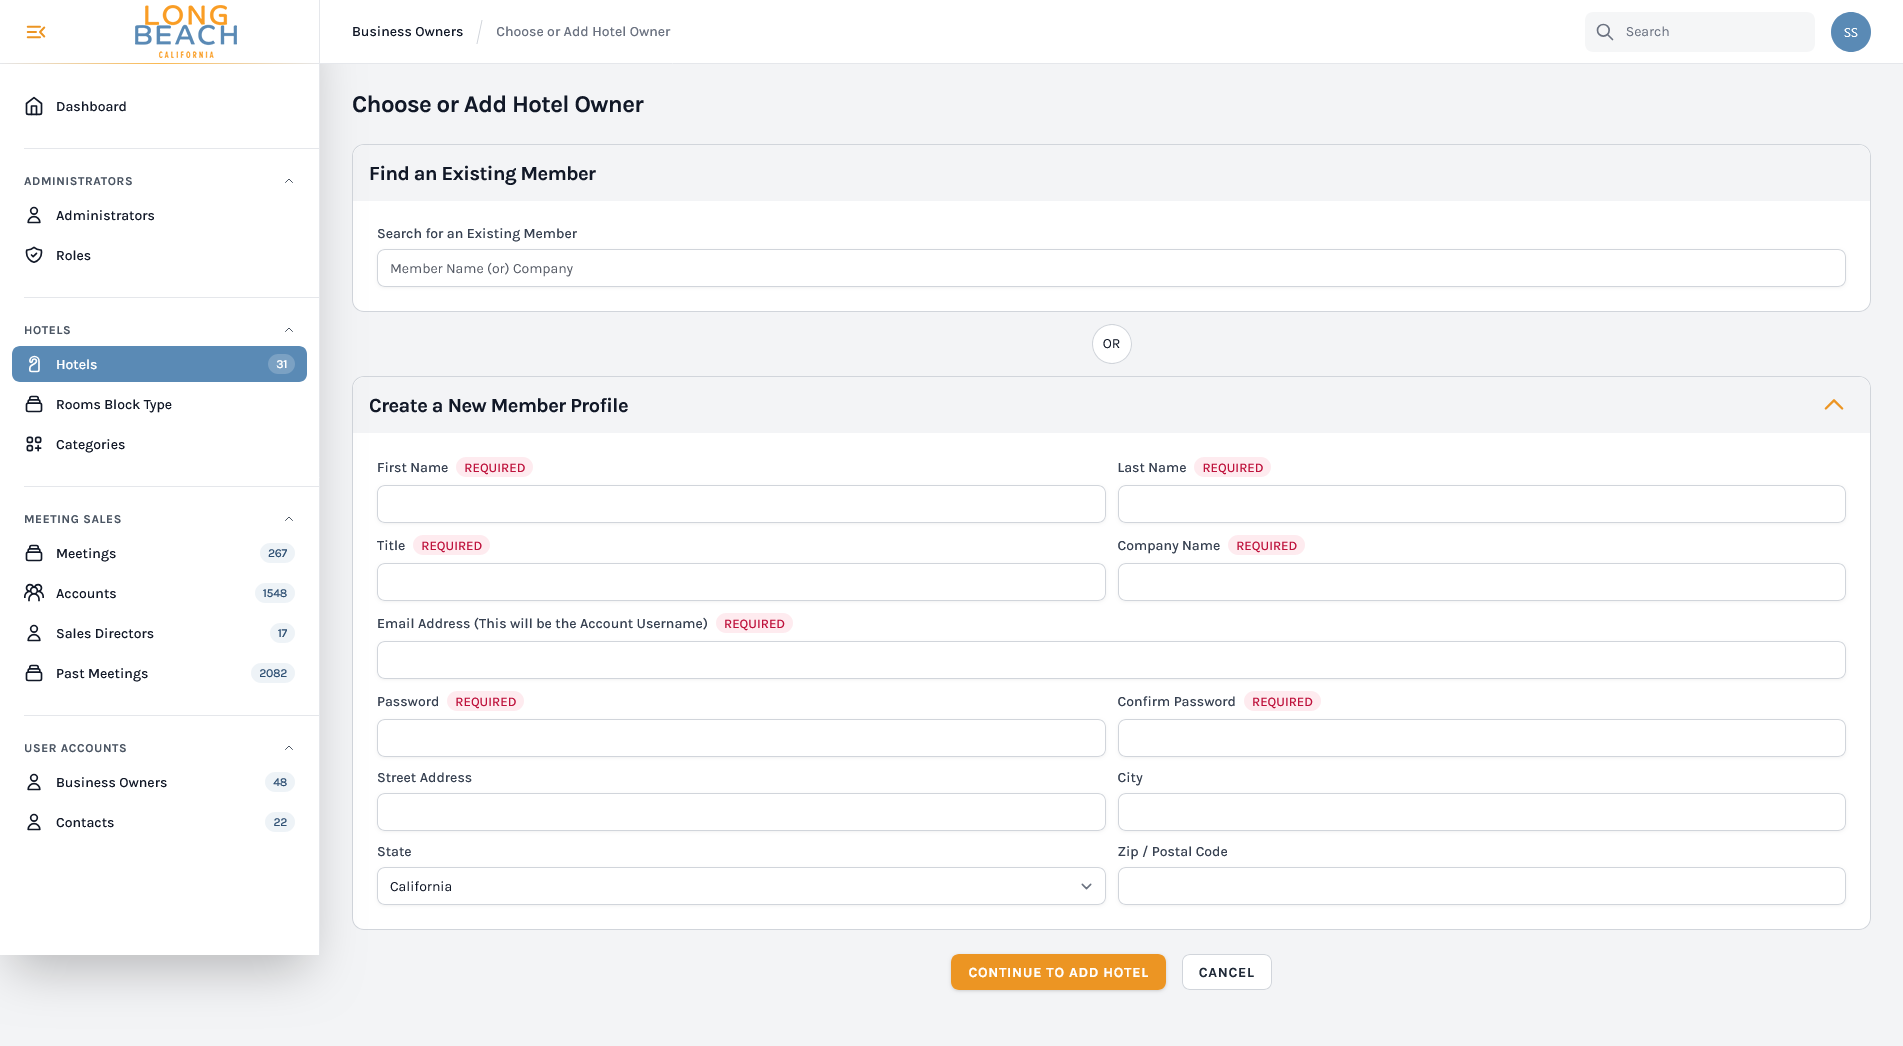 LONG
BEACH
CALIFORNIA
Business Owners / Choose or Add Hotel Owner
Search
SS
Dashboard
ADMINISTRATORS
Administrators
Roles
HOTELS
Hotels 31
Rooms Block Type
Categories
MEETING SALES
Meetings 267
Accounts 1548
Sales Directors 17
Past Meetings 2082
USER ACCOUNTS
Business Owners 48
Contacts 22
Choose or Add Hotel Owner
Find an Existing Member
Search for an Existing Member
Member Name (or) Company
OR
Create a New Member Profile
First Name REQUIRED
Last Name REQUIRED
Title REQUIRED
Company Name REQUIRED
Email Address (This will be the Account Username) REQUIRED
Password REQUIRED
Confirm Password REQUIRED
Street Address
City
State
California
Zip / Postal Code
CONTINUE TO ADD HOTEL
CANCEL